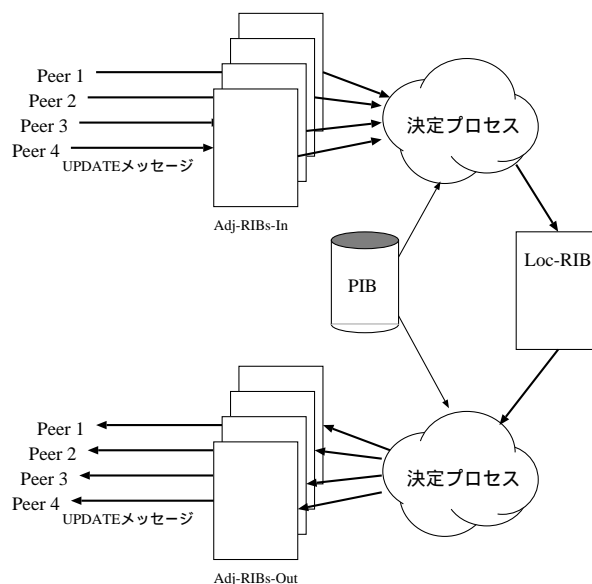 Peer 1
Peer 2
Peer 3
Peer 4
UPDATEメッセージ
Adj-RIBs-In
決定プロセス
PIB
Loc-RIB
Peer 1
Peer 2
Peer 3
Peer 4
UPDATEメッセージ
Adj-RIBs-Out
決定プロセス